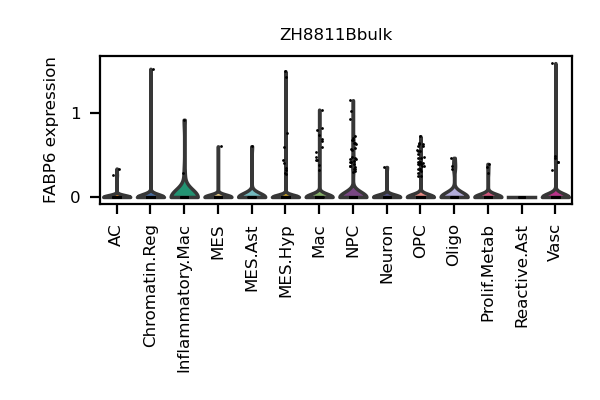 ZH8811Bbulk
FABP6 expression
1
0
AC
Chromatin.Reg
Inflammatory.Mac
MES
MES.Ast
MES.Hyp
Mac
NPC
Neuron
OPC
Oligo
Prolif.Metab
Reactive.Ast
Vasc